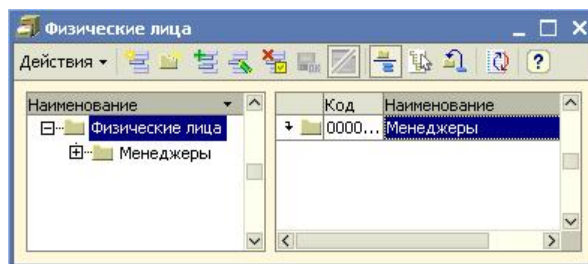 Физические лица
Действия
Наименование
Код Наименование
Физические лица
0000... Менеджеры
Менеджеры